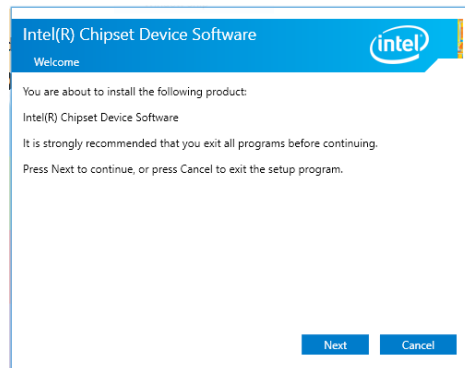 Intel(R) Chipset Device Software
intel
Welcome
You are about to install the following product:
Intel(R) Chipset Device Software
It is strongly recommended that you exit all programs before continuing.
Press Next to continue, or press Cancel to exit the setup program.
Next
Cancel